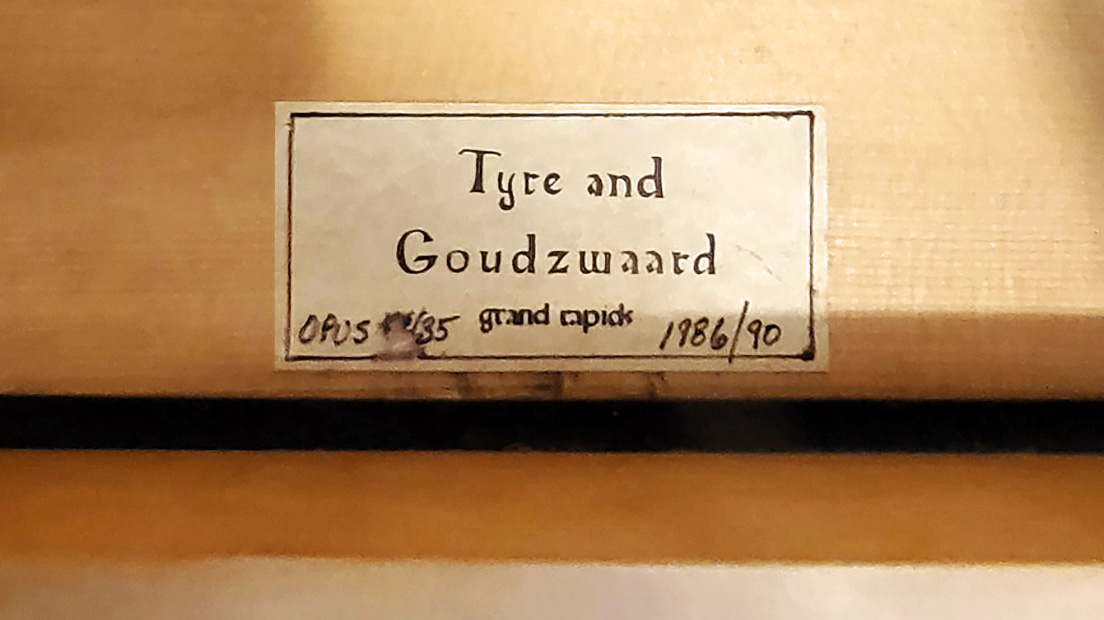 Tyre and
Goudzwaard
OPUS /35 grand rapids 1986/90